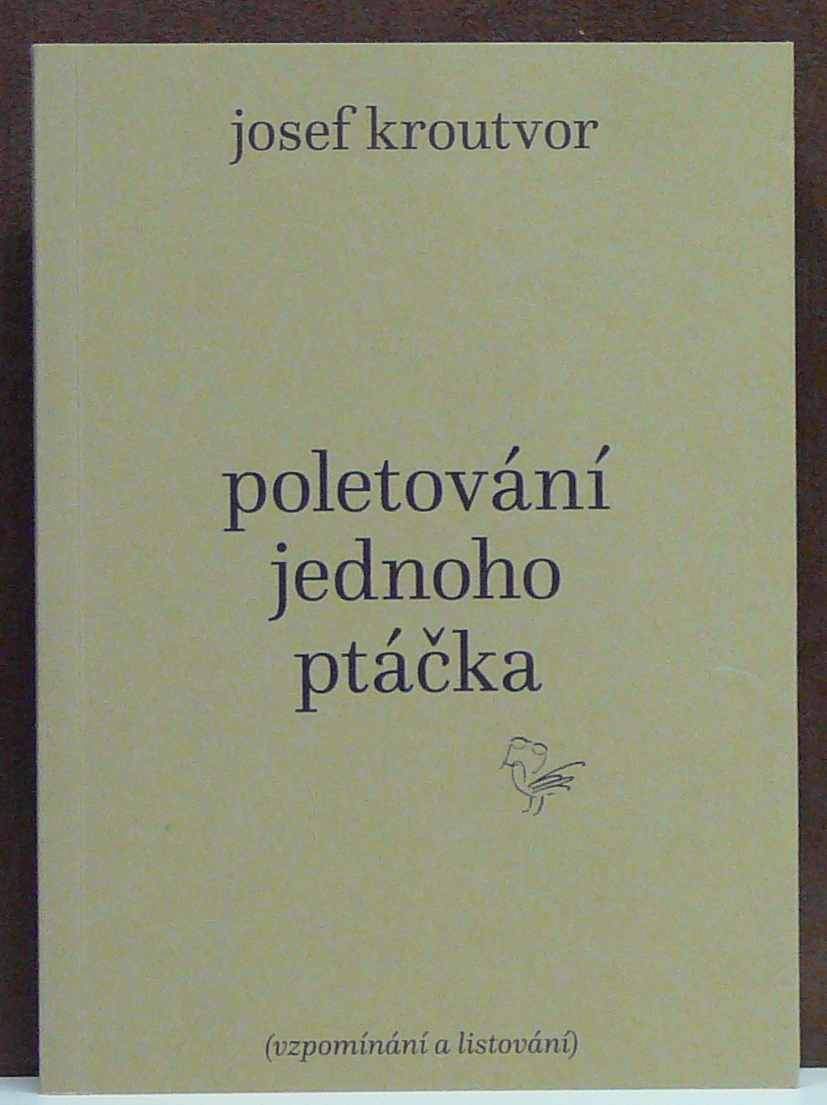 josef kroutvor
poletování
jednoho
ptáčka
(vzpomínání a listování)